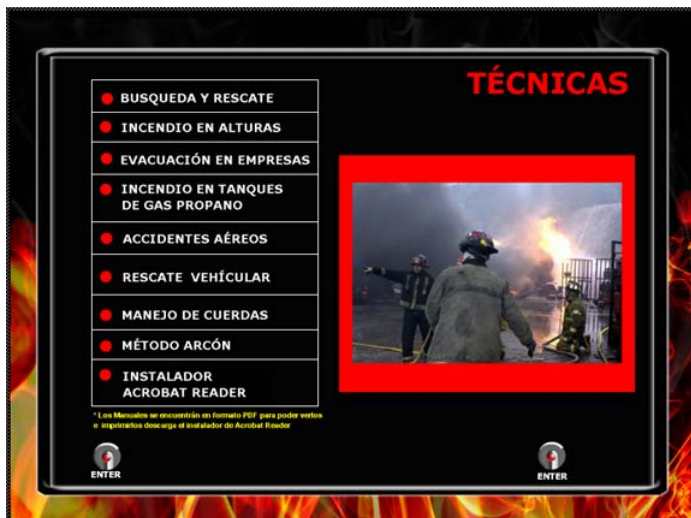 TÉCNICAS
BUSQUEDA Y RESCATE
INCENDIO EN ALTURAS
EVACUACIÓN EN EMPRESAS
INCENDIO EN TANQUES
DE GAS PROPANO
ACCIDENTES AÉREOS
RESCATE VEHÍCULAR
MANEJO DE CUERDAS
MÉTODO ARCÓN
INSTALADOR
ACROBAT READER
* Los Manuales se encuentrán en formato PDF para poder verlos
e imprimirlos descarga el instalador de Acrobat Reader
ENTER
ENTER